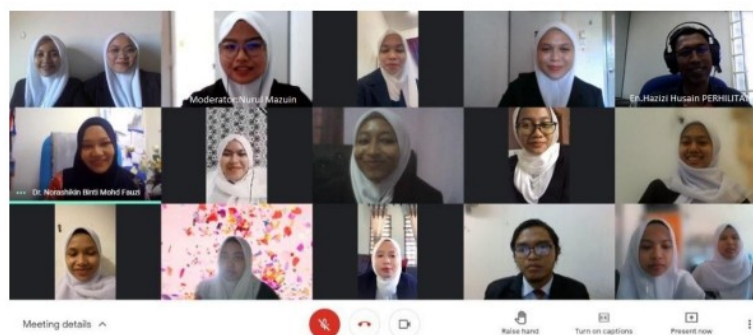 Moderator:Nurul Mazuin
En.Hazizi Husain PERHILITA
Dr. Norashikin Binti Mohd Fauzi
Meeting details
Raise hand
Turn on captions
Present now